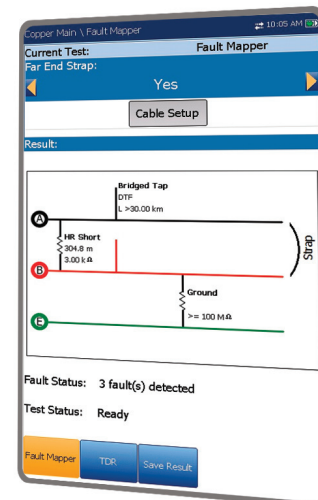 Copper Main \ Fault Mapper 10:05 AM
Current Test: Fault Mapper
Far End Strap:
Yes
Cable Setup
Result:
Bridged Tap
DTF
L >30.00 km
A
HR Short
304.8 m
3.00 k Ω
B
Strap
Ground
>= 100 M Ω
E
Fault Status: 3 fault(s) detected
Test Status: Ready
Fault Mapper TDR Save Result